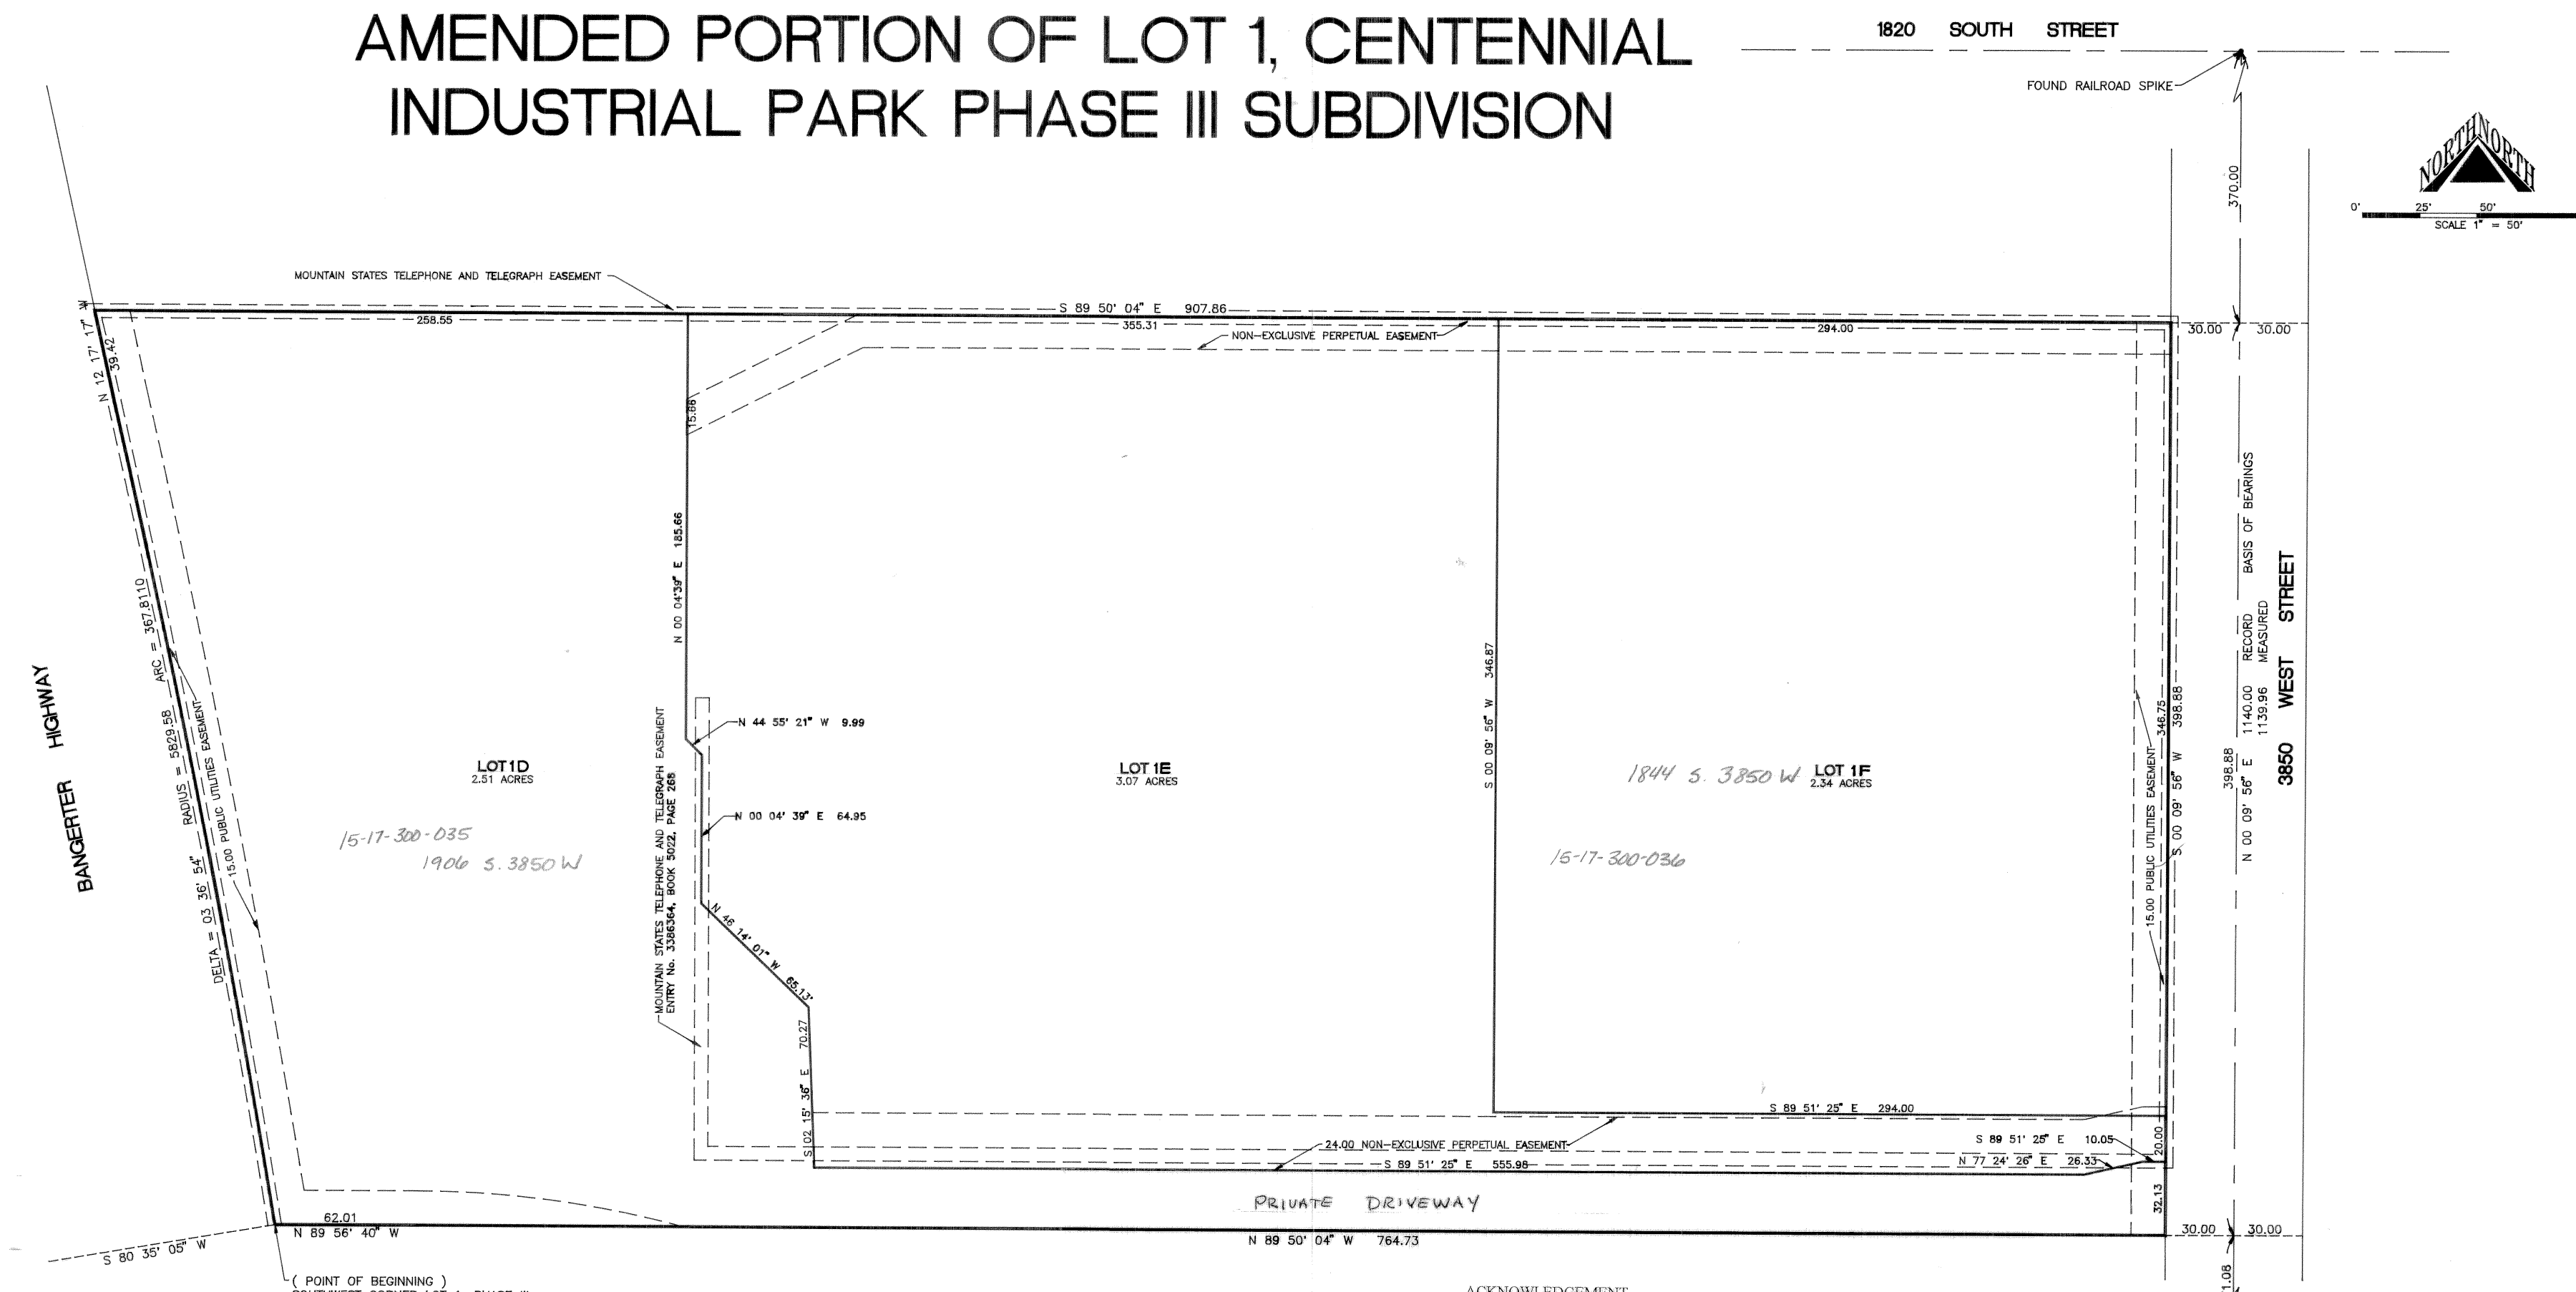 AMENDED PORTION OF LOT 1, CENTENNIAL
INDUSTRIAL PARK PHASE III SUBDIVISION
1820 SOUTH STREET
FOUND RAILROAD SPIKE
NORTH NORTH
0' 25' 50'
SCALE 1" = 50'
370.00
MOUNTAIN STATES TELEPHONE AND TELEGRAPH EASEMENT
S 89 50' 04" E 907.86
258.55
355.31
294.00
30.00 30.00
NON-EXCLUSIVE PERPETUAL EASEMENT
N 12 17' 17" W
39.42
15.66
N 00 04'39" E 185.66
ARC = 367.8110
RADIUS = 5829.58
DELTA = 03 36' 54"
15.00 PUBLIC UTILITIES EASEMENT
BANGERTER HIGHWAY
LOT 1D
2.51 ACRES
15-17-300-035
1906 S. 3850 W
MOUNTAIN STATES TELEPHONE AND TELEGRAPH EASEMENT
ENTRY No. 3386364, BOOK 5022, PAGE 268
N 44 55' 21" W 9.99
N 00 04' 39" E 64.95
N 46 14' 01" W 65.13'
S 02 15' 36" E 70.27
LOT 1E
3.07 ACRES
S 00 09' 56" W 346.87
1844 S. 3850 W
LOT 1F
2.34 ACRES
15-17-300-036
15.00 PUBLIC UTILITIES EASEMENT
346.75
S 00 09' 56" W 398.88
398.88
N 00 09' 56" E 1140.00 RECORD BASIS OF BEARINGS
1139.96 MEASURED
3850 WEST STREET
S 89 51' 25" E 294.00
24.00 NON-EXCLUSIVE PERPETUAL EASEMENT
S 89 51' 25" E 10.05
20.00
S 89 51' 25" E 555.98
N 77 24' 26" E 26.33
32.13
PRIVATE DRIVEWAY
62.01
N 89 56' 40" W
N 89 50' 04" W 764.73
30.00 30.00
S 80 35' 05" W
( POINT OF BEGINNING )
1.08
ACKNOWLEDGEMENT